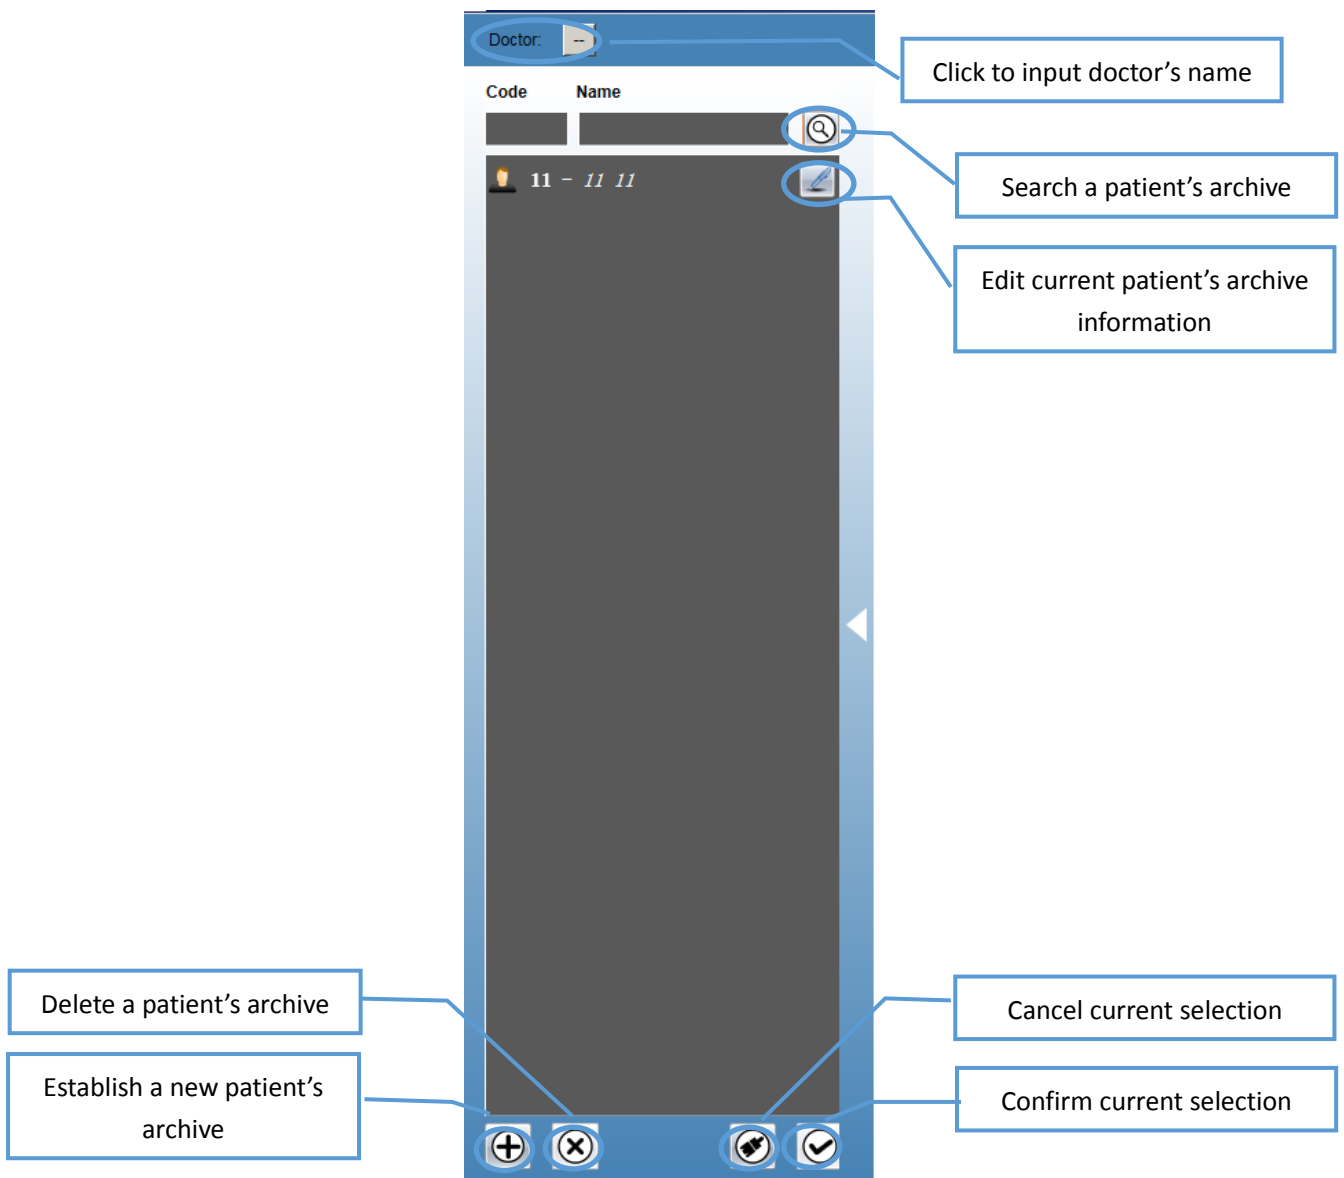 Doctor: --
Click to input doctor’s name
Code Name
Search a patient’s archive
11 - 11 11
Edit current patient’s archive
information
Delete a patient’s archive
Cancel current selection
Establish a new patient’s
archive
Confirm current selection